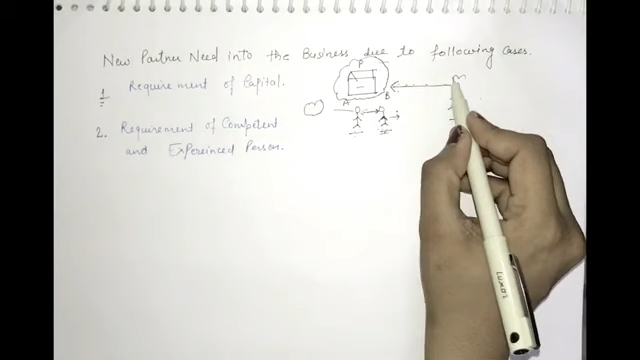 New Partner Need into the Business due to following Cases.
1 Requirement of Capital.
P
A B
2. Requirement of Competent
and Expereinced Person.
LUXOR